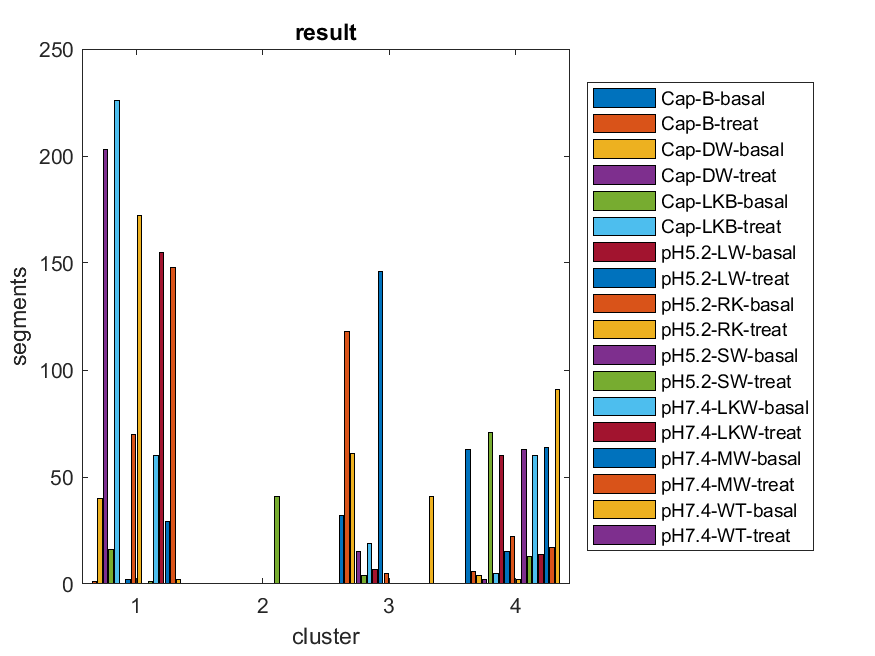 result
250
200
150
100
50
0
segments
1 2 3 4
cluster
Cap-B-basal
Cap-B-treat
Cap-DW-basal
Cap-DW-treat
Cap-LKB-basal
Cap-LKB-treat
pH5.2-LW-basal
pH5.2-LW-treat
pH5.2-RK-basal
pH5.2-RK-treat
pH5.2-SW-basal
pH5.2-SW-treat
pH7.4-LKW-basal
pH7.4-LKW-treat
pH7.4-MW-basal
pH7.4-MW-treat
pH7.4-WT-basal
pH7.4-WT-treat